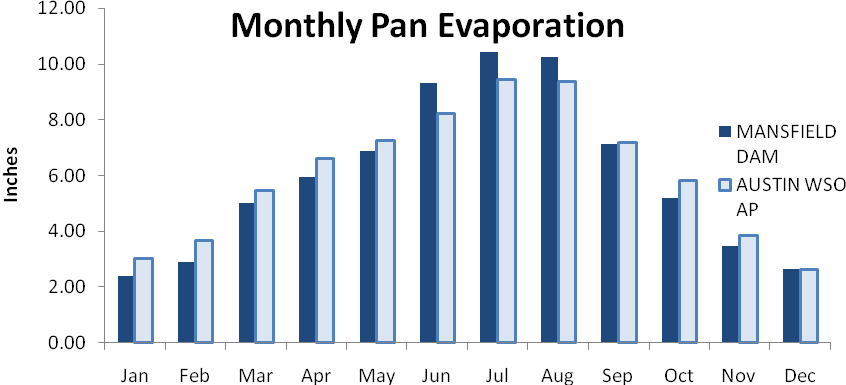 Monthly Pan Evaporation
12.00
10.00
8.00
6.00
4.00
2.00
0.00
Inches
Jan Feb Mar Apr May Jun Jul Aug Sep Oct Nov Dec
MANSFIELD
DAM
AUSTIN WSO
AP